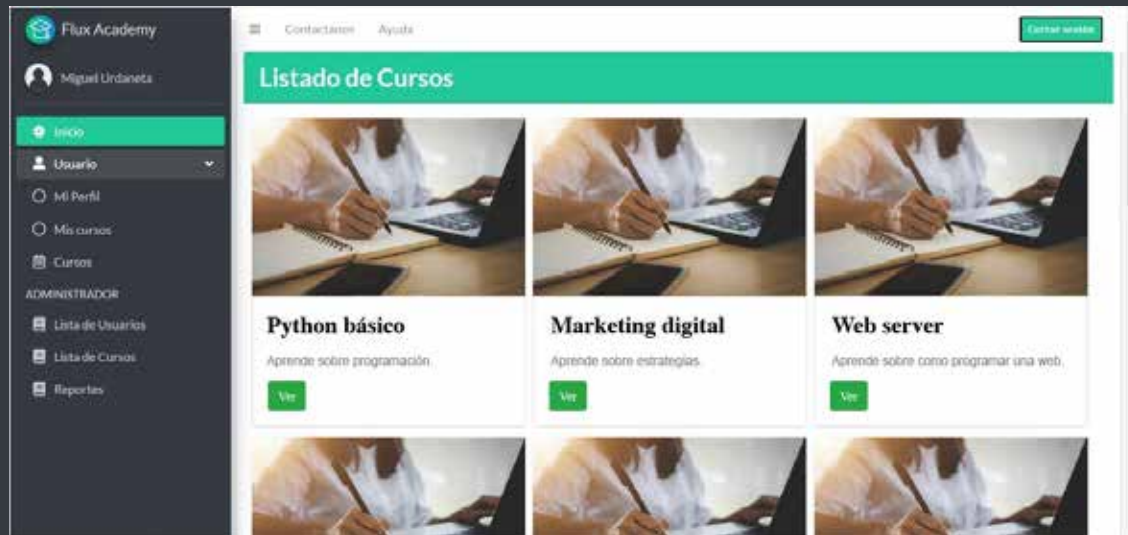 Flux Academy
Miguel Urdaneta
Inicio
Usuario
Mi Perfil
Mis cursos
Cursos
ADMINISTRADOR
Lista de Usuarios
Lista de Cursos
Reportes
Contactanos Ayuda
Cerrar sesión
Listado de Cursos
Python básico
Aprende sobre programación.
Ver
Marketing digital
Aprende sobre estrategias.
Ver
Web server
Aprende sobre como programar una web.
Ver